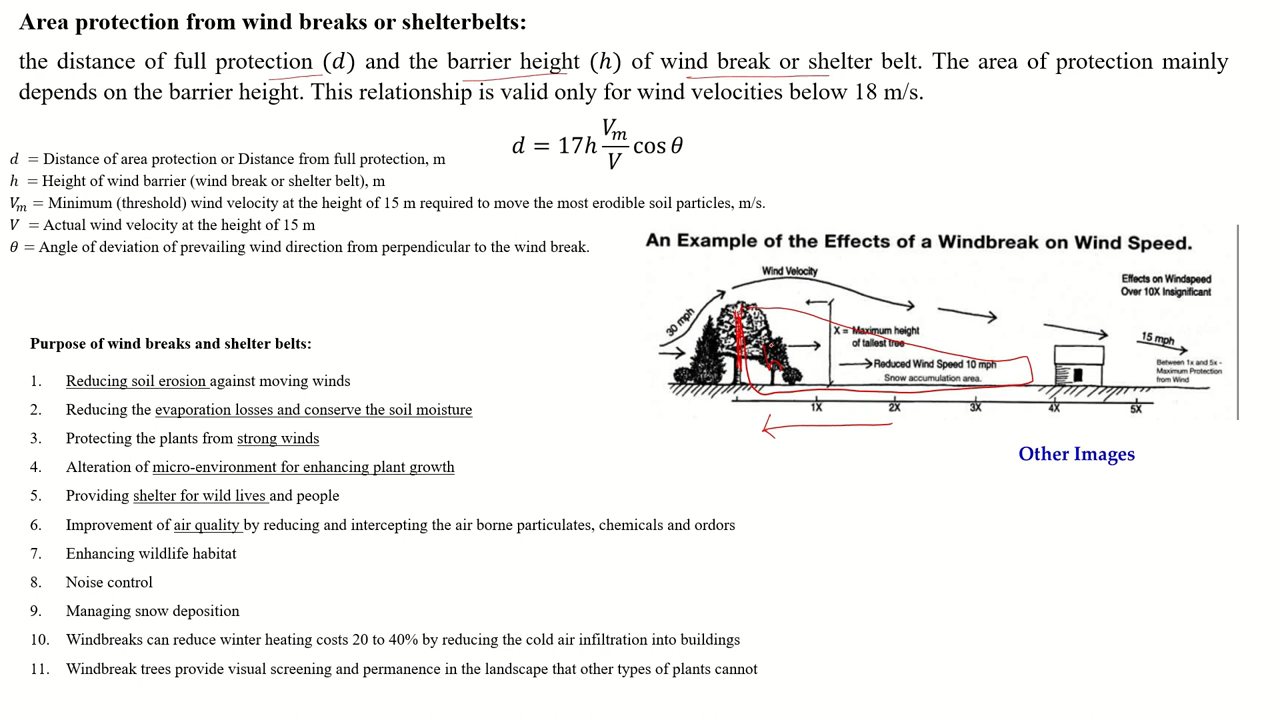 Area protection from wind breaks or shelterbelts:
the distance of full protection (d) and the barrier height (h) of wind break or shelter belt. The area of protection mainly
depends on the barrier height. This relationship is valid only for wind velocities below 18 m/s.
d = 17h V_m/V cos θ
d = Distance of area protection or Distance from full protection, m
h = Height of wind barrier (wind break or shelter belt), m
V_m = Minimum (threshold) wind velocity at the height of 15 m required to move the most erodible soil particles, m/s.
V = Actual wind velocity at the height of 15 m
θ = Angle of deviation of prevailing wind direction from perpendicular to the wind break.
An Example of the Effects of a Windbreak on Wind Speed.
Wind Velocity
Effects on Windspeed
Over 10X Insignificant
30 mph
X = Maximum height
of tallest tree
15 mph
Reduced Wind Speed 10 mph
Snow accumulation area.
Between 1x and 5x -
Maximum Protection
from Wind
1X 2X 3X 4X 5X
Other Images
Purpose of wind breaks and shelter belts:
1. Reducing soil erosion against moving winds
2. Reducing the evaporation losses and conserve the soil moisture
3. Protecting the plants from strong winds
4. Alteration of micro-environment for enhancing plant growth
5. Providing shelter for wild lives and people
6. Improvement of air quality by reducing and intercepting the air borne particulates, chemicals and ordors
7. Enhancing wildlife habitat
8. Noise control
9. Managing snow deposition
10. Windbreaks can reduce winter heating costs 20 to 40% by reducing the cold air infiltration into buildings
11. Windbreak trees provide visual screening and permanence in the landscape that other types of plants cannot